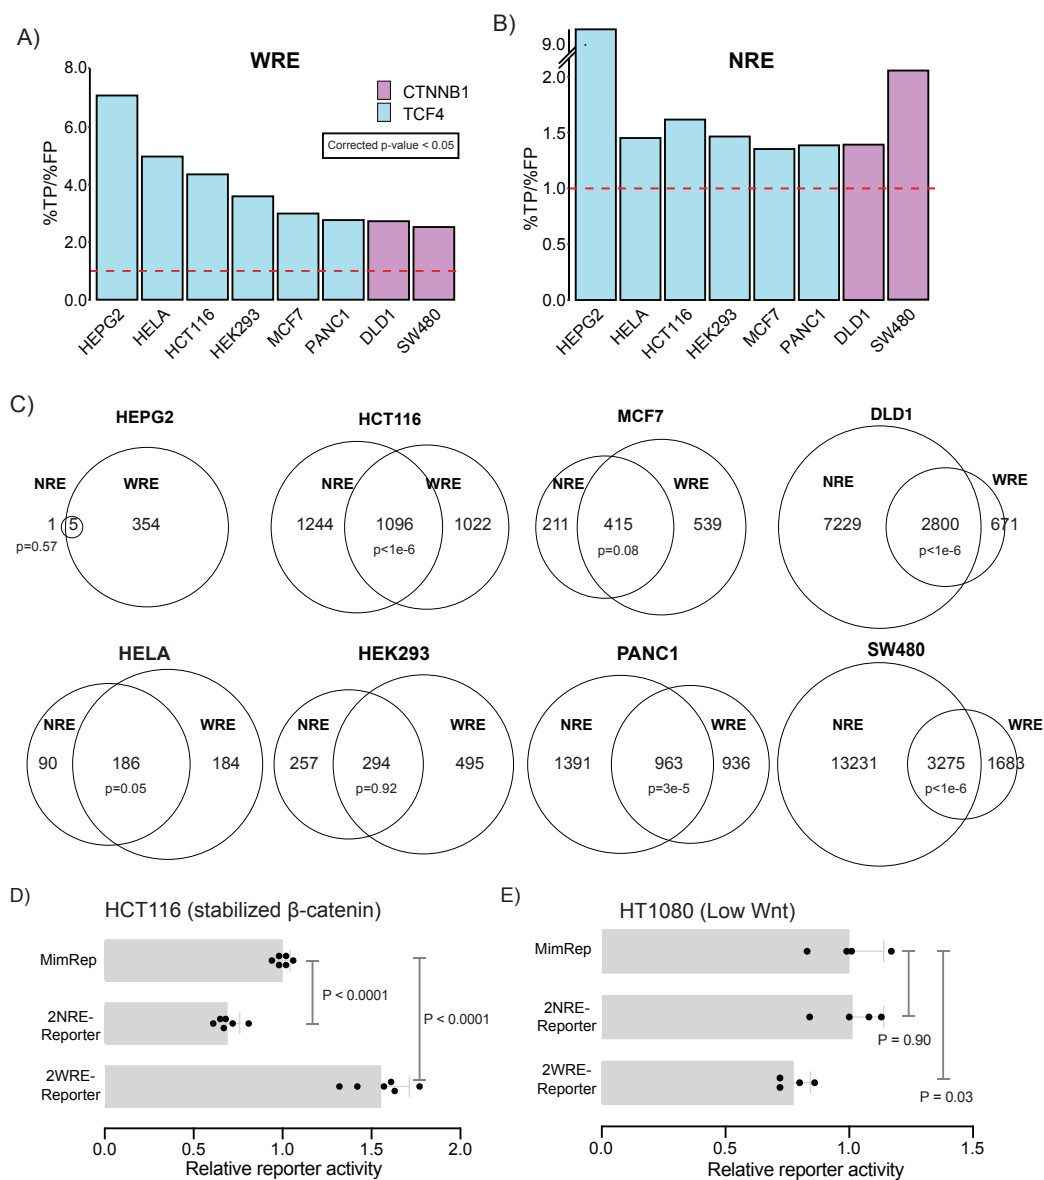 A)
WRE
%TP/%FP
8.0
6.0
4.0
2.0
0.0
CTNNB1
TCF4
Corrected p-value < 0.05
HEPG2
HELA
HCT116
HEK293
MCF7
PANC1
DLD1
SW480
B)
NRE
%TP/%FP
9.0
2.0
1.5
1.0
0.5
0.0
HEPG2
HELA
HCT116
HEK293
MCF7
PANC1
DLD1
SW480
C)
HEPG2
NRE
WRE
1
5
354
p=0.57
HCT116
NRE
WRE
1244
1096
1022
p<1e-6
MCF7
NRE
WRE
211
415
539
p=0.08
DLD1
NRE
WRE
7229
2800
671
p<1e-6
HELA
NRE
WRE
90
186
184
p=0.05
HEK293
NRE
WRE
257
294
495
p=0.92
PANC1
NRE
WRE
1391
963
936
p=3e-5
SW480
NRE
WRE
13231
3275
1683
p<1e-6
D)
HCT116 (stabilized β-catenin)
MimRep
2NRE-
Reporter
2WRE-
Reporter
P < 0.0001
P < 0.0001
0.0
0.5
1.0
1.5
2.0
Relative reporter activity
E)
HT1080 (Low Wnt)
MimRep
2NRE-
Reporter
2WRE-
Reporter
P = 0.90
P = 0.03
0.0
0.5
1.0
1.5
Relative reporter activity